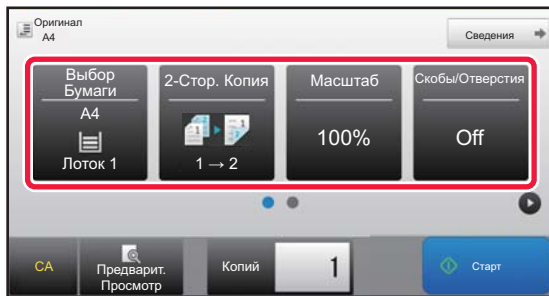 Оригинал
A4
Сведения
Выбор
Бумаги
A4
Лоток 1
2-Стор. Копия
1 → 2
Масштаб
100%
Скобы/Отверстия
Off
CA
Предварит.
Просмотр
Копий
1
Старт